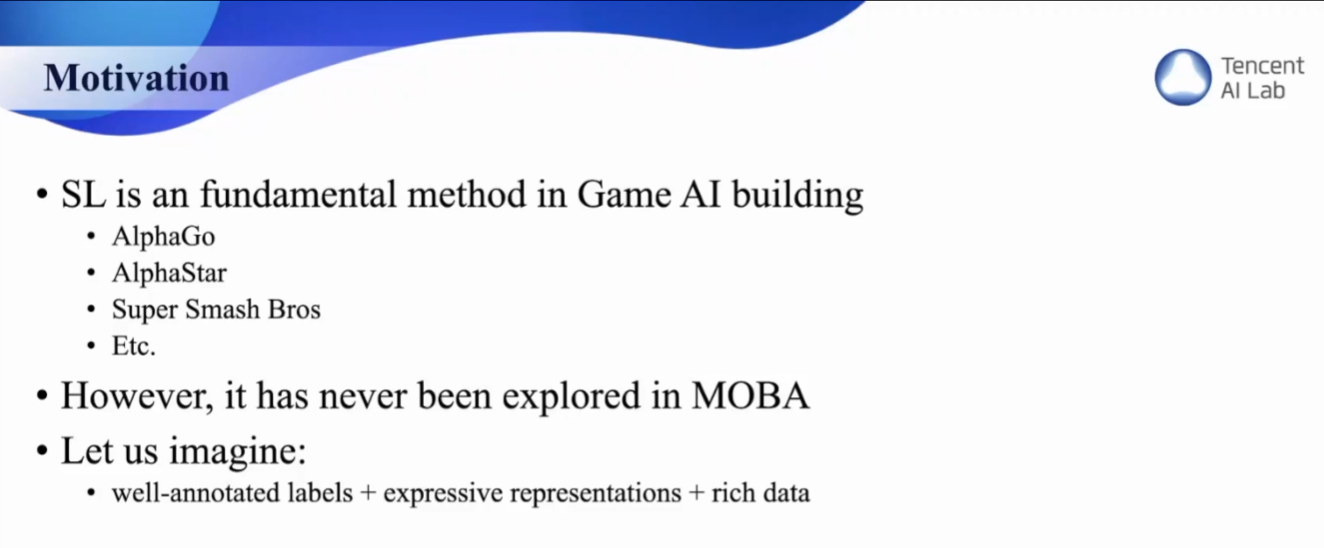 Motivation
Tencent
AI Lab
• SL is an fundamental method in Game AI building
• AlphaGo
• AlphaStar
• Super Smash Bros
• Etc.
• However, it has never been explored in MOBA
• Let us imagine:
• well-annotated labels + expressive representations + rich data